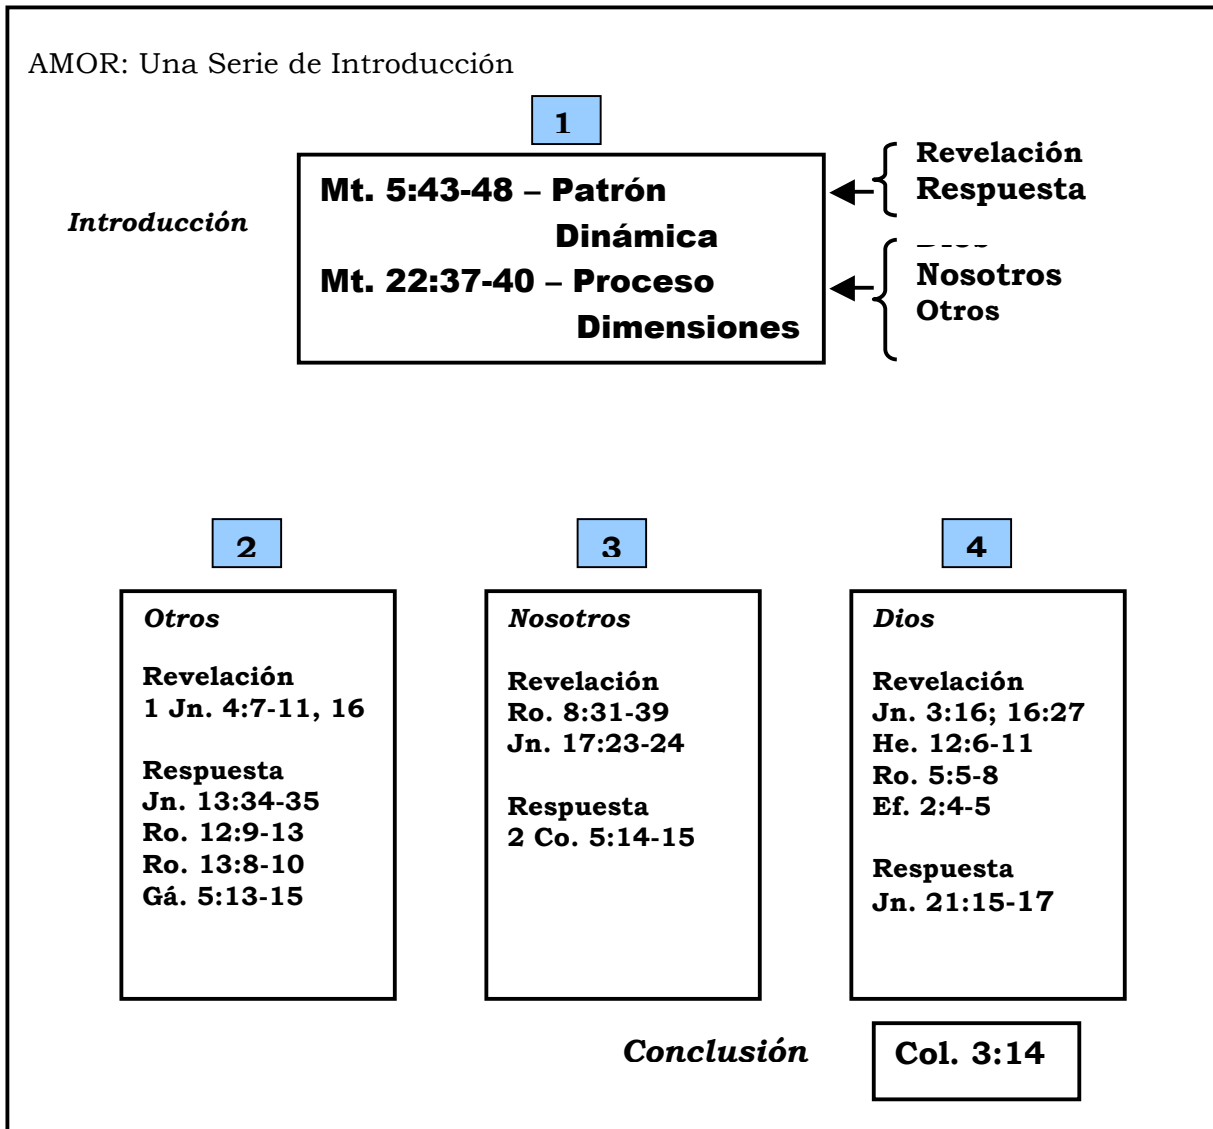 AMOR: Una Serie de Introducción
1
Introducción
Mt. 5:43-48 – Patrón
Dinámica
Mt. 22:37-40 – Proceso
Dimensiones
Revelación
Respuesta
Nosotros
Otros
2
Otros
Revelación
1 Jn. 4:7-11, 16
Respuesta
Jn. 13:34-35
Ro. 12:9-13
Ro. 13:8-10
Gá. 5:13-15
3
Nosotros
Revelación
Ro. 8:31-39
Jn. 17:23-24
Respuesta
2 Co. 5:14-15
4
Dios
Revelación
Jn. 3:16; 16:27
He. 12:6-11
Ro. 5:5-8
Ef. 2:4-5
Respuesta
Jn. 21:15-17
Conclusión
Col. 3:14